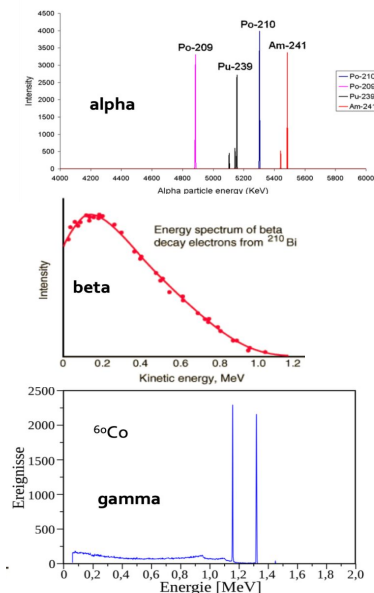 4500
4000
3500
3000
2500
2000
1500
1000
500
0
Intensity
alpha
Po-210
Po-209
Am-241
Pu-239
Po-210
Po-209
Pu-239
Am-241
4000 4200 4400 4600 4800 5000 5200 5400 5600 5800 6000
Alpha particle energy (KeV)
Energy spectrum of beta
decay electrons from ²¹⁰Bi
Intensity
beta
0 0.2 0.4 0.6 0.8 1.0 1.2
Kinetic energy, MeV
2500
2000
1500
1000
500
0
Ereignisse
⁶⁰Co
gamma
0 0,2 0,4 0,6 0,8 1 1,2 1,4 1,6 1,8 2,0
Energie [MeV]